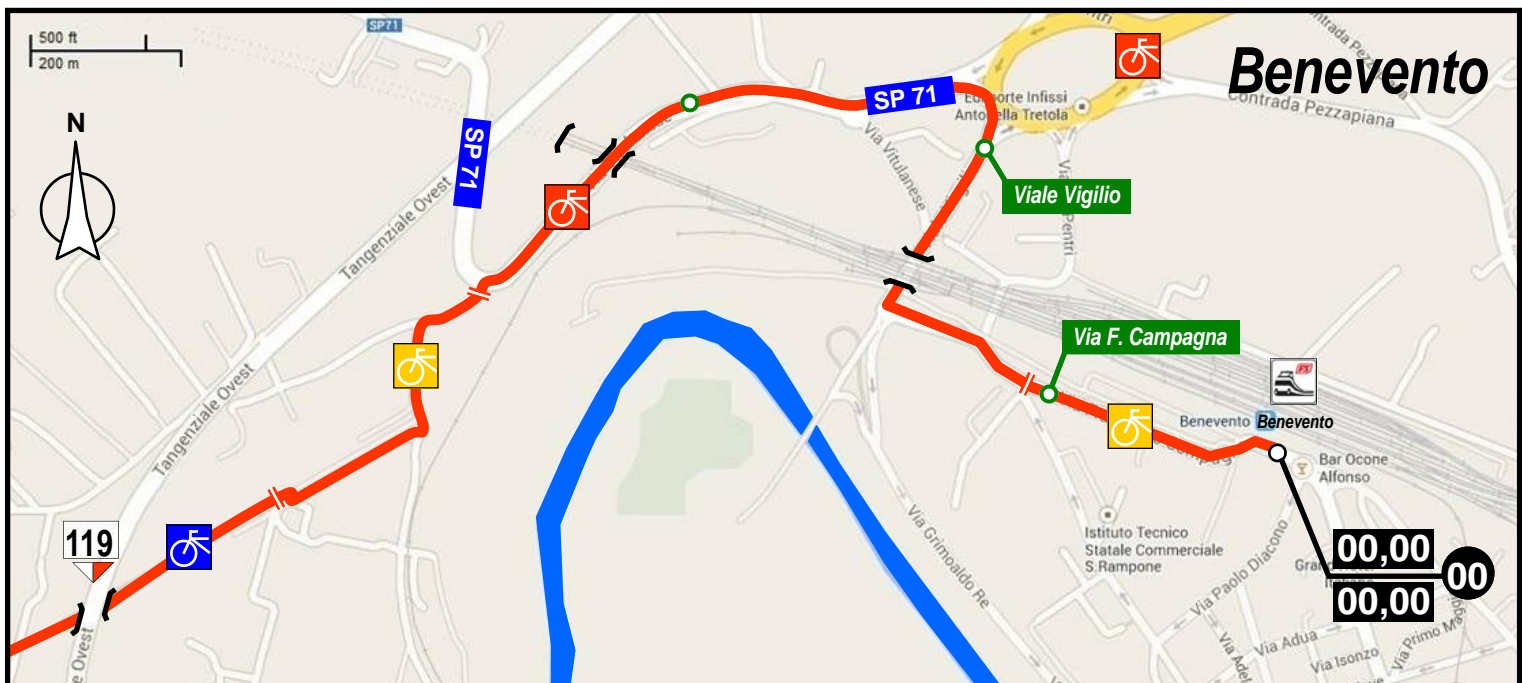 500 ft
200 m
SP71
N
SP 71
SP 71
Benevento
Contrada Pezzapiana
Antonella Tretola
Via Vitulanese
Viale Vigilio
Tangenziale Ovest
Tangenziale Ovest
Via F. Campagna
Benevento
Benevento
Bar Ocone
Alfonso
Istituto Tecnico
Statale Commerciale
S.Rampone
Via Grimoaldo Re
Via Paolo Diacono
119
00,00
00
00,00
Via Adua
Via Isonzo